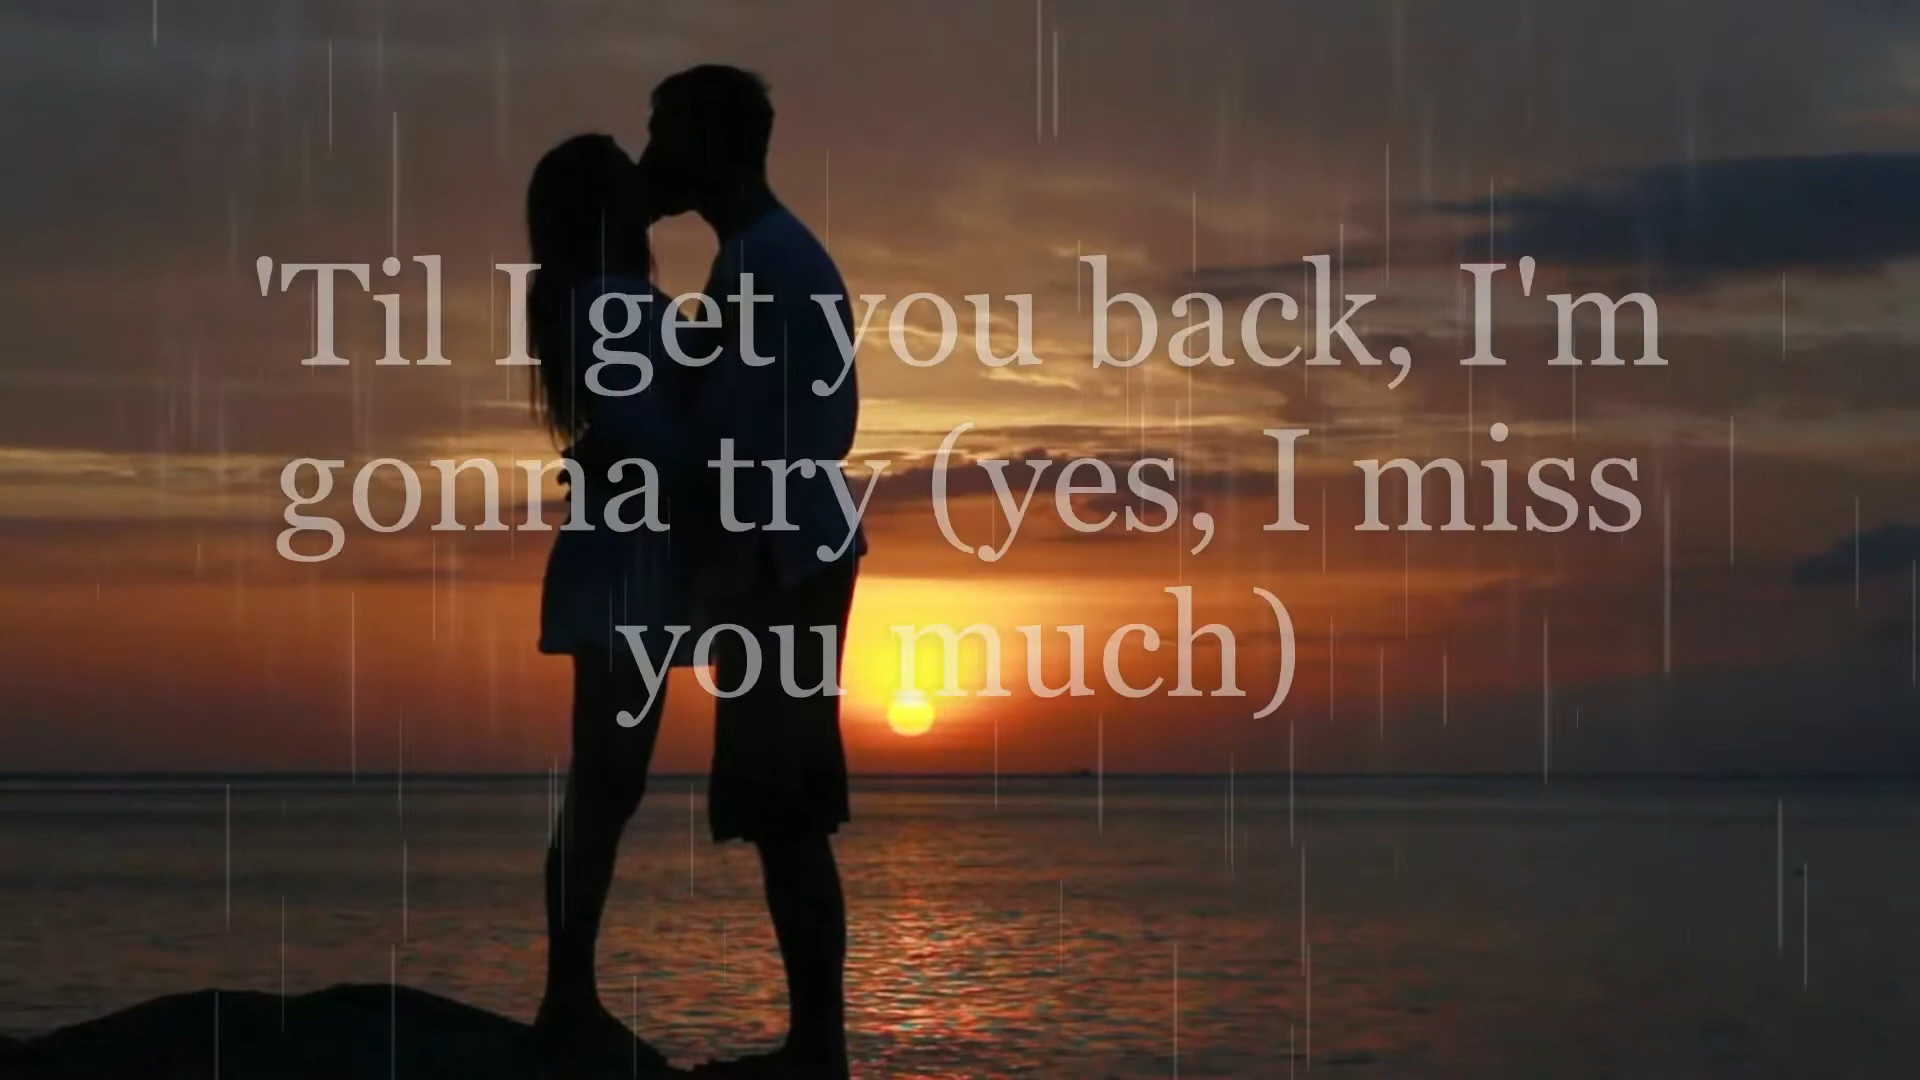 'Til I get you back, I'm
gonna try (yes, I miss
you much)